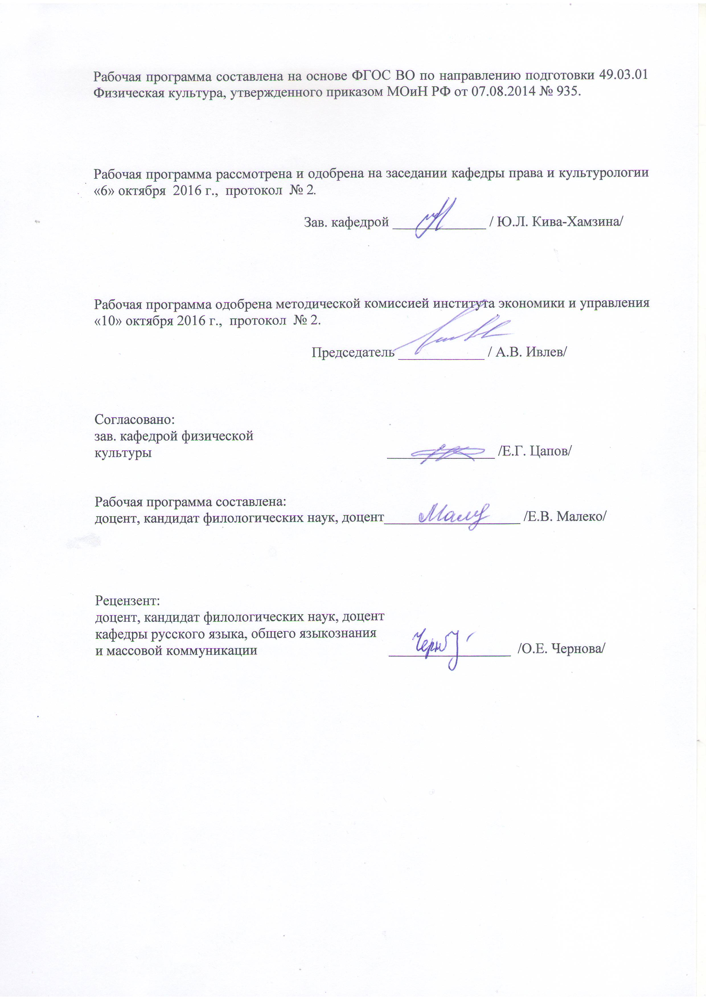 Рабочая программа составлена на основе ФГОС ВО по направлению подготовки 49.03.01
Физическая культура, утвержденного приказом МОиН РФ от 07.08.2014 № 935.
Рабочая программа рассмотрена и одобрена на заседании кафедры права и культурологии
«6» октября 2016 г., протокол № 2.
Зав. кафедрой ______________ / Ю.Л. Кива-Хамзина/
Рабочая программа одобрена методической комиссией института экономики и управления
«10» октября 2016 г., протокол № 2.
Председатель _____________ / А.В. Ивлев/
Согласовано:
зав. кафедрой физической
культуры ________________ /Е.Г. Цапов/
Рабочая программа составлена:
доцент, кандидат филологических наук, доцент____________________ /Е.В. Малеко/
Рецензент:
доцент, кандидат филологических наук, доцент
кафедры русского языка, общего языкознания
и массовой коммуникации __________________ /О.Е. Чернова/